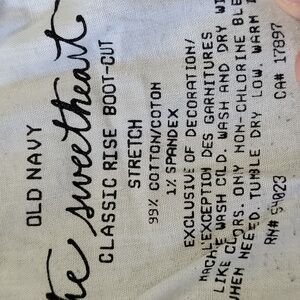 OLD NAVY
the sweetheart
CLASSIC RISE BOOT-CUT
STRETCH
99% COTTON/COTON
1% SPANDEX
EXCLUSIVE OF DECORATION/
L'EXCEPTION DES GARNITURES
MACH WASH COLD. WASH AND DRY WI
LIKE ONLY NON-CHLORINE BLE
HEN NEEDED. TUMBLE DRY LOW. WARM I
RN# 54023 CA# 17897